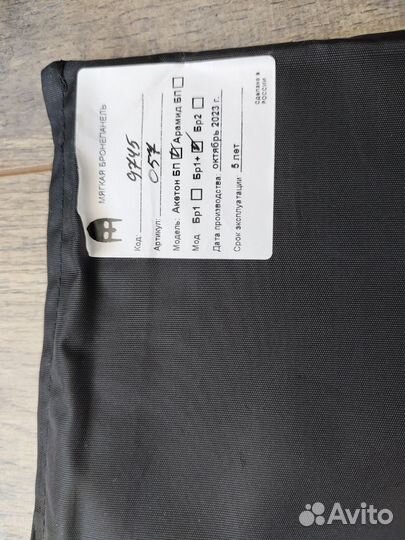 МЯГКАЯ БРОНЕПАНЕЛЬ
Код: 9745
Артикул: 057
Модель: Акетон БП Арамид БП
Мод Бр1 Бр1+ Бр2
Дата производства: октябрь 2023 г.
Срок эксплуатации: 5 лет
Сделано в
РОССИИ
Avito